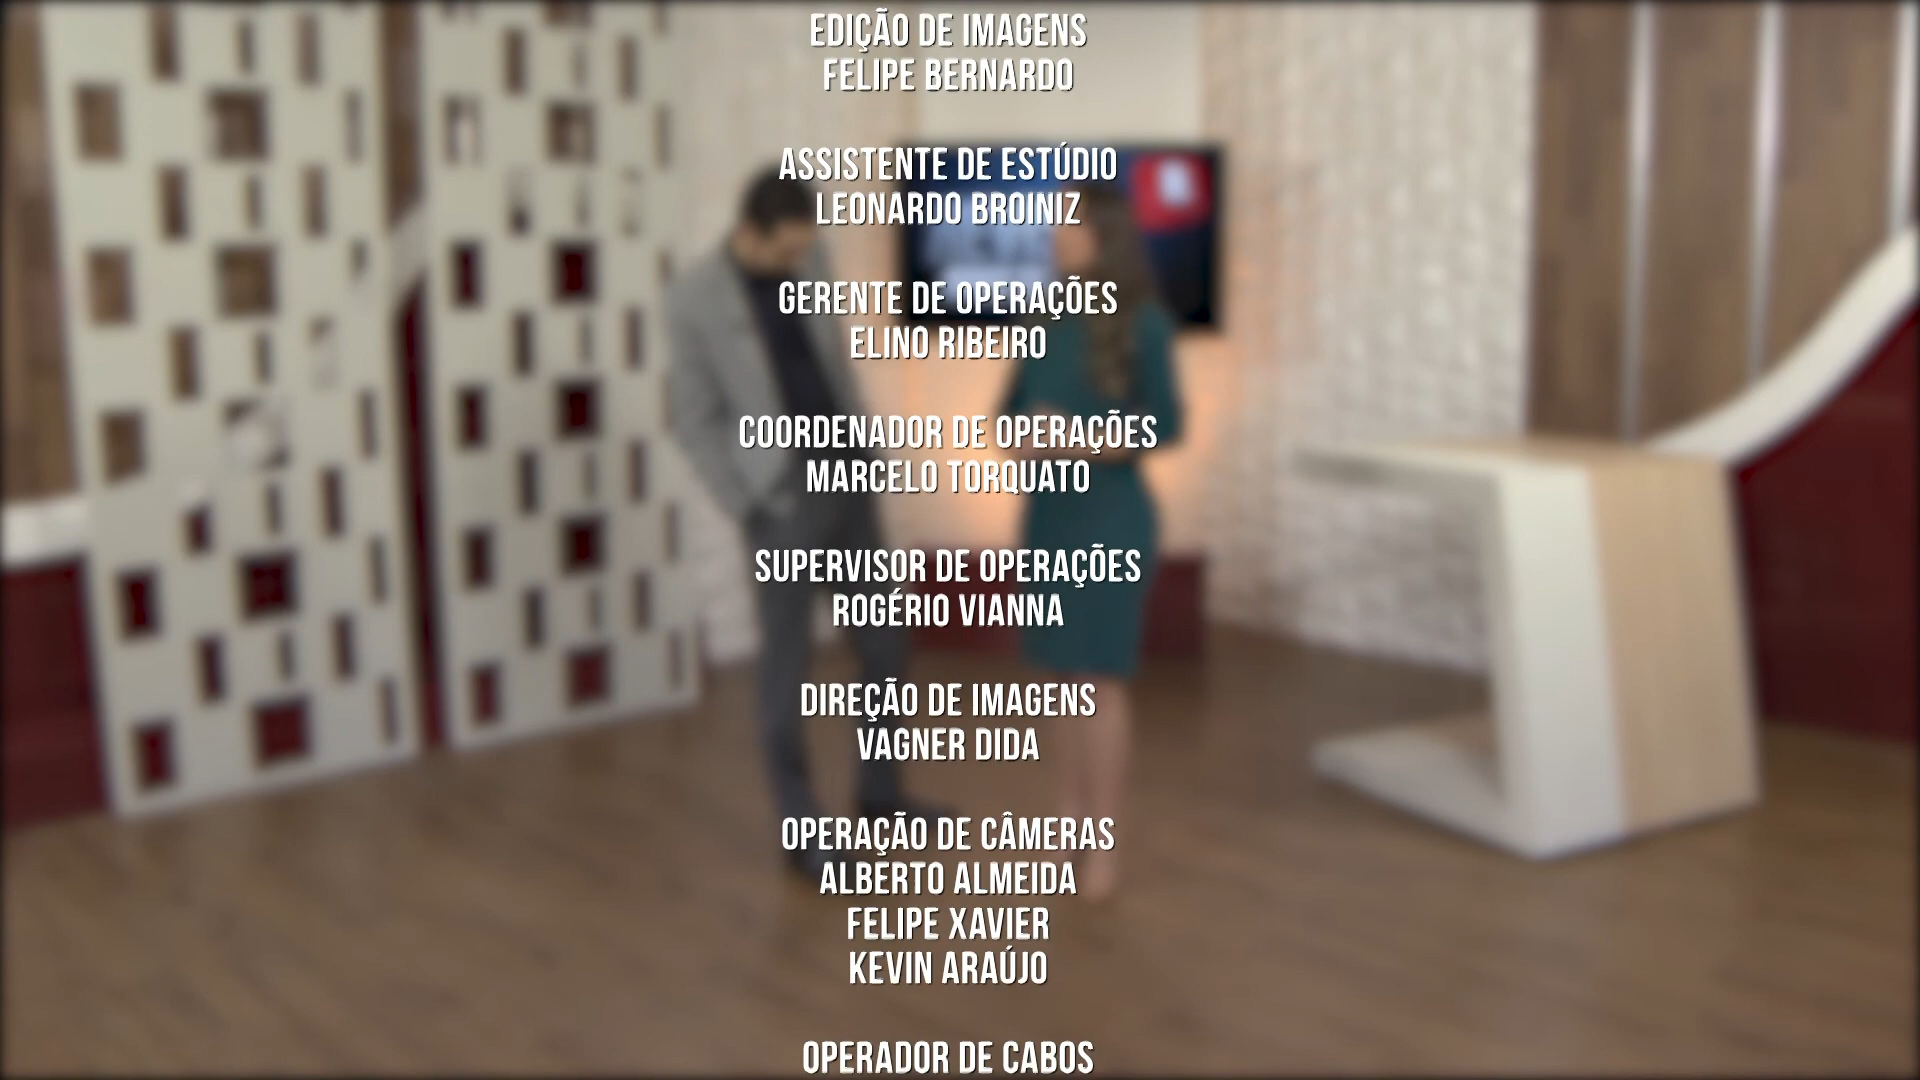 EDIÇÃO DE IMAGENS
FELIPE BERNARDO
ASSISTENTE DE ESTÚDIO
LEONARDO BROINIZ
GERENTE DE OPERAÇÕES
ELINO RIBEIRO
COORDENADOR DE OPERAÇÕES
MARCELO TORQUATO
SUPERVISOR DE OPERAÇÕES
ROGÉRIO VIANNA
DIREÇÃO DE IMAGENS
VAGNER DIDA
OPERAÇÃO DE CÂMERAS
ALBERTO ALMEIDA
FELIPE XAVIER
KEVIN ARAÚJO
OPERADOR DE CABOS